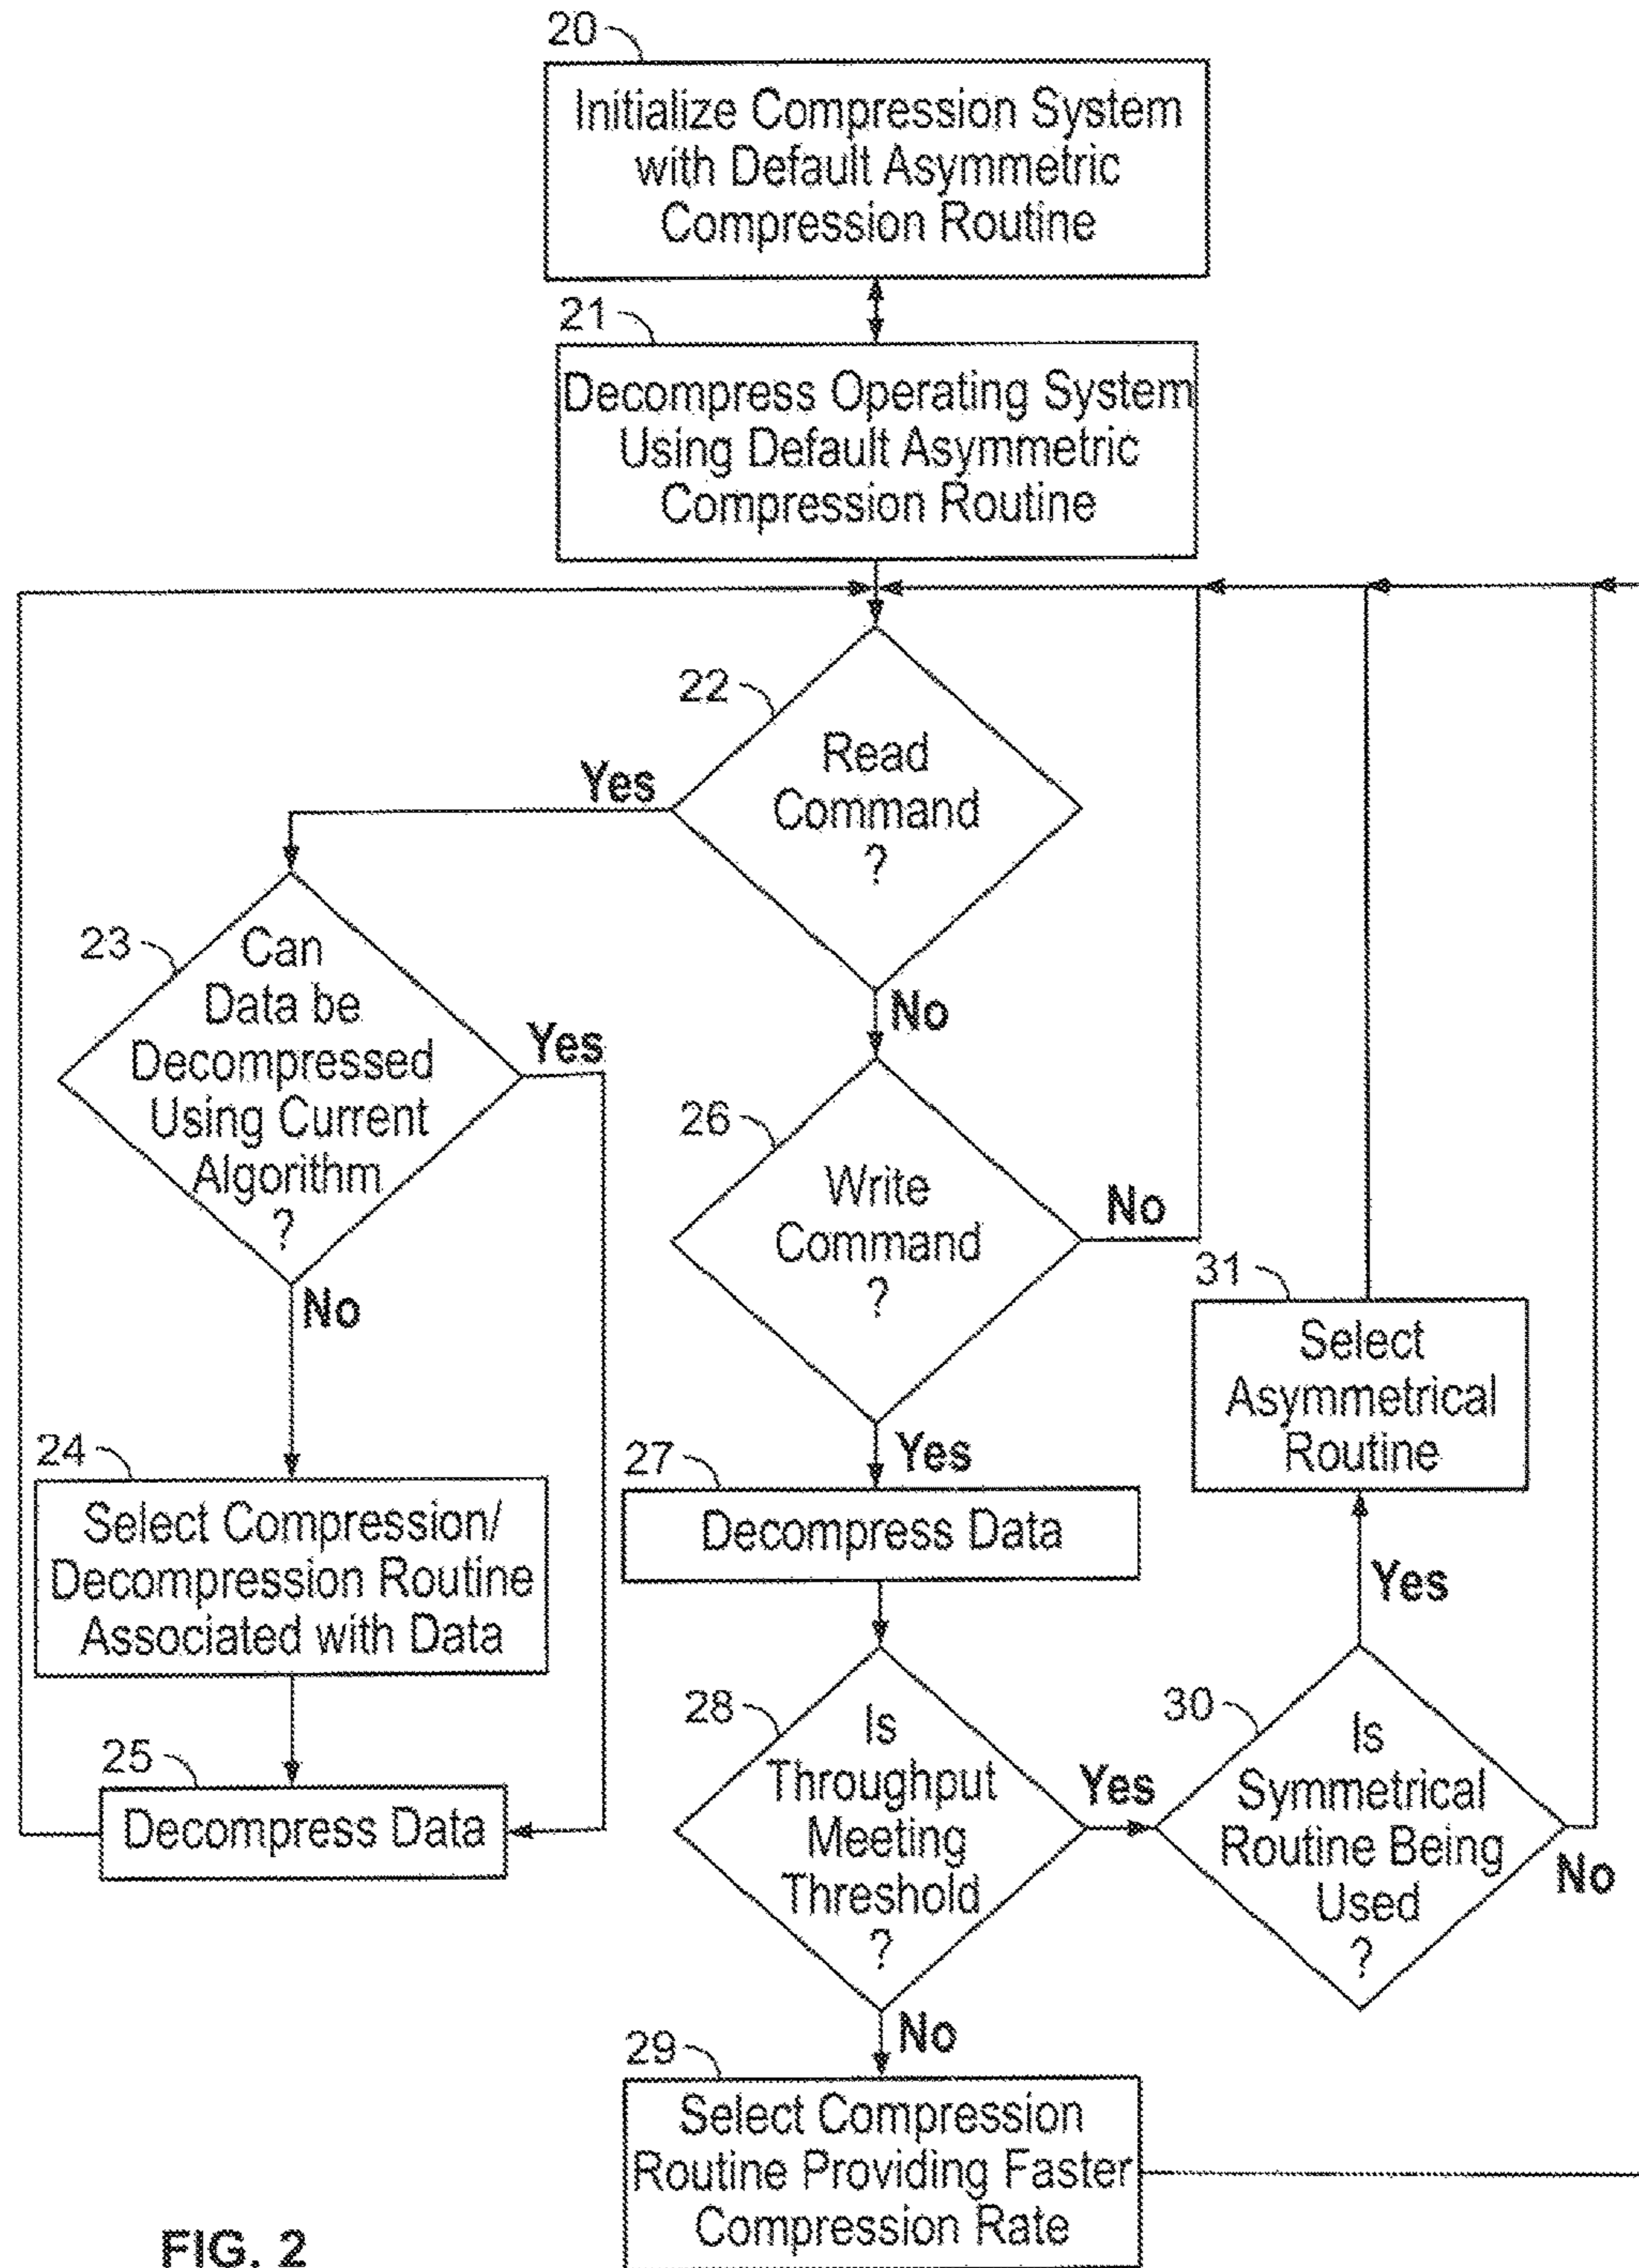 20
Initialize Compression System
with Default Asymmetric
Compression Routine
21
Decompress Operating System
Using Default Asymmetric
Compression Routine
22
Read
Command
?
Yes
No
23
Can
Data be
Decompressed
Using Current
Algorithm
?
Yes
No
24
Select Compression/
Decompression Routine
Associated with Data
25
Decompress Data
26
Write
Command
?
No
Yes
27
Decompress Data
28
Is
Throughput
Meeting
Threshold
?
Yes
No
29
Select Compression
Routine Providing Faster
Compression Rate
30
Is
Symmetrical
Routine Being
Used
?
Yes
No
31
Select
Asymmetrical
Routine
FIG. 2